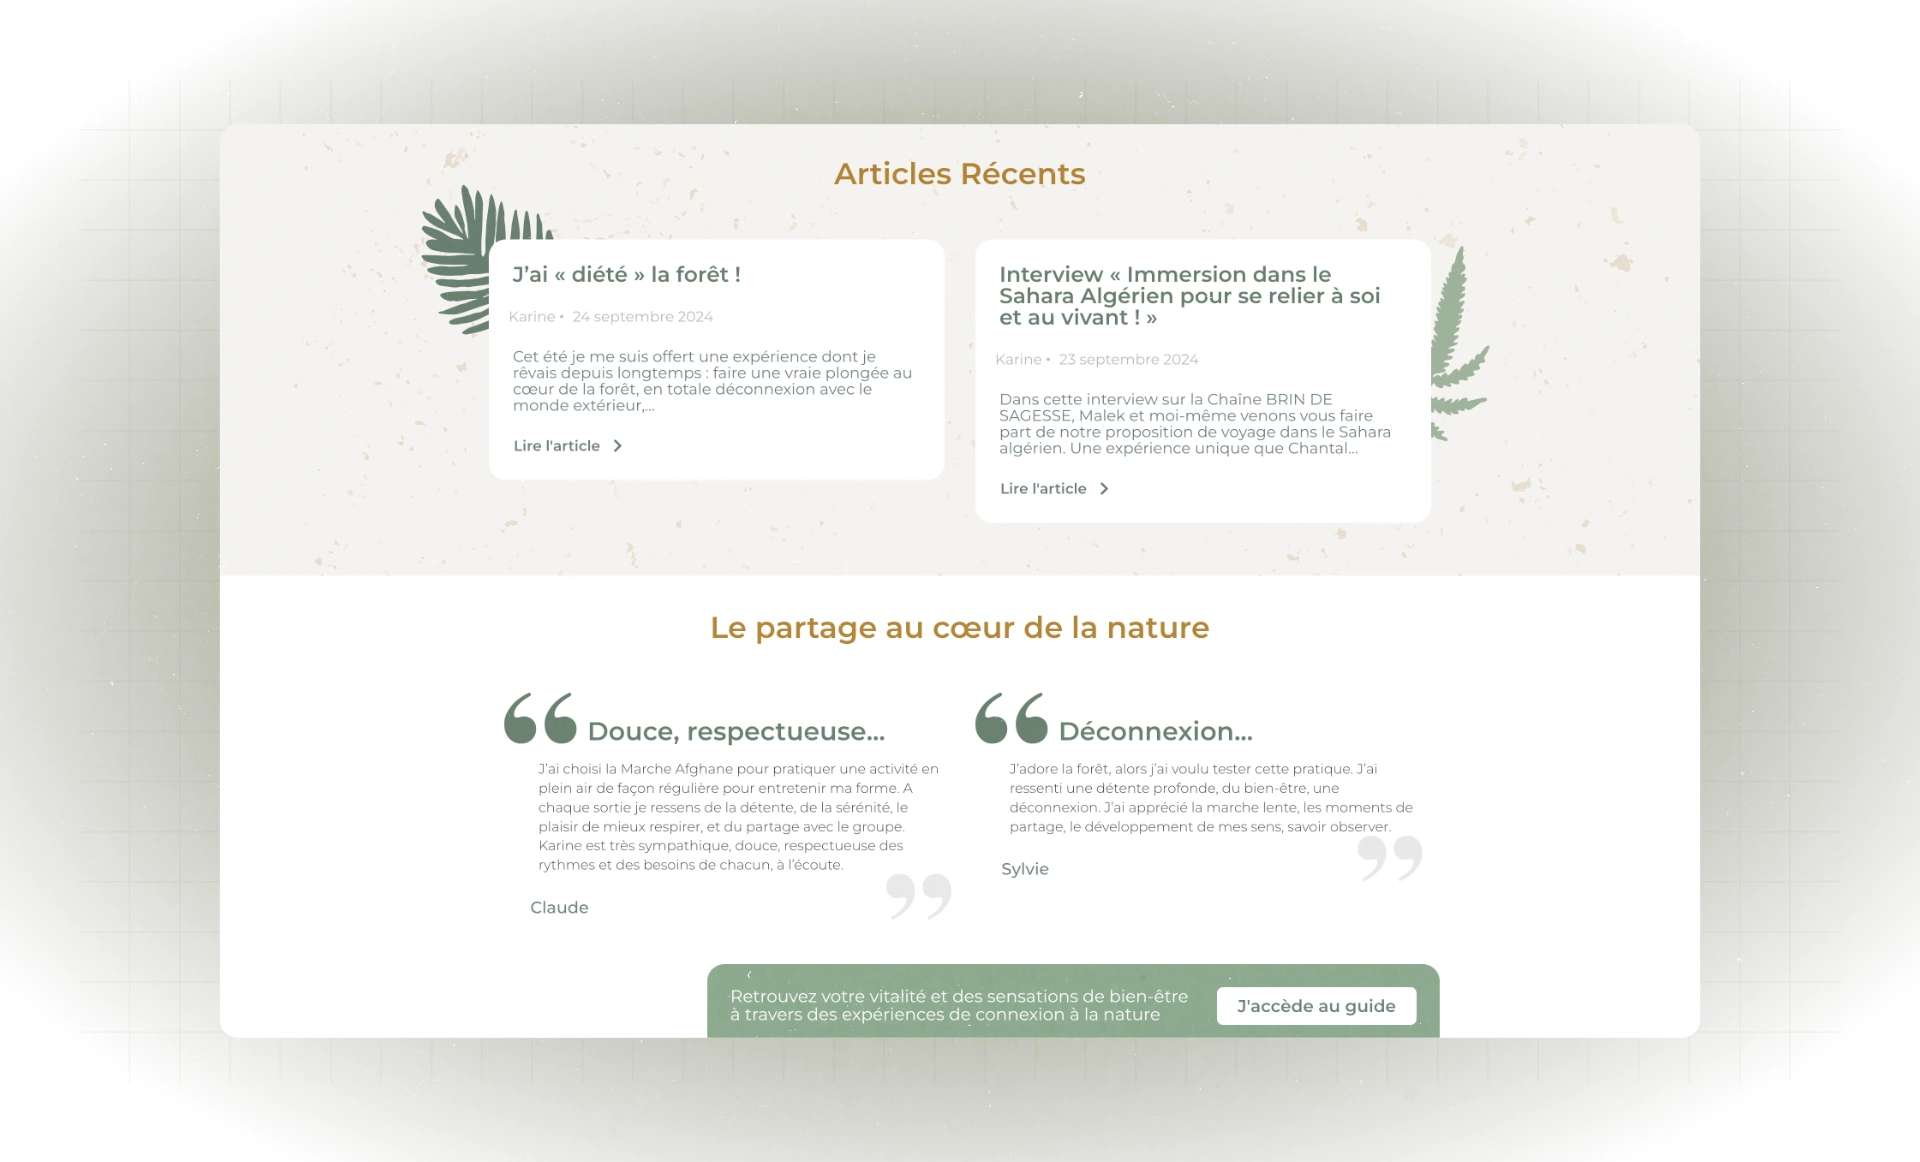 Articles Récents
J’ai « diété » la forêt !
Karine • 24 septembre 2024
Cet été je me suis offert une expérience dont je
rêvais depuis longtemps : faire une vraie plongée au
cœur de la forêt, en totale déconnexion avec le
monde extérieur,…
Lire l'article
Interview « Immersion dans le
Sahara Algérien pour se relier à soi
et au vivant ! »
Karine • 23 septembre 2024
Dans cette interview sur la Chaîne BRIN DE
SAGESSE, Malek et moi-même venons vous faire
part de notre proposition de voyage dans le Sahara
algérien. Une expérience unique que Chantal…
Lire l'article
Le partage au cœur de la nature
“ Douce, respectueuse…
J’ai choisi la Marche Afghane pour pratiquer une activité en
plein air de façon régulière pour entretenir ma forme. A
chaque sortie je ressens de la détente, de la sérénité, le
plaisir de mieux respirer, et du partage avec le groupe.
Karine est très sympathique, douce, respectueuse des
rythmes et des besoins de chacun, à l’écoute. ”
Claude
“ Déconnexion…
J’adore la forêt, alors j’ai voulu tester cette pratique. J’ai
ressenti une détente profonde, du bien-être, une
déconnexion. J’ai apprécié la marche lente, les moments de
partage, le développement de mes sens, savoir observer. ”
Sylvie
Retrouvez votre vitalité et des sensations de bien-être
à travers des expériences de connexion à la nature
J'accède au guide